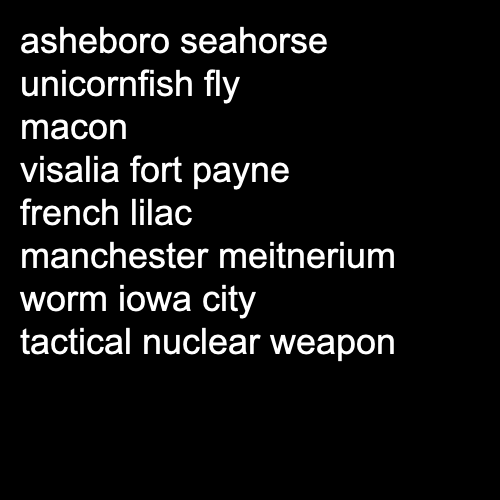 asheboro seahorse
unicornfish fly
macon
visalia fort payne
french lilac
manchester meitnerium
worm iowa city
tactical nuclear weapon